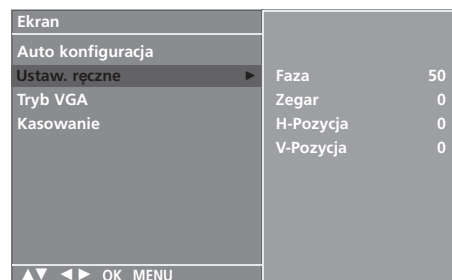 Ekran
Auto konfiguracja
Ustaw. ręczne ▶
Tryb VGA
Kasowanie
Faza 50
Zegar 0
H-Pozycja 0
V-Pozycja 0
▲▼ ◀▶ OK MENU